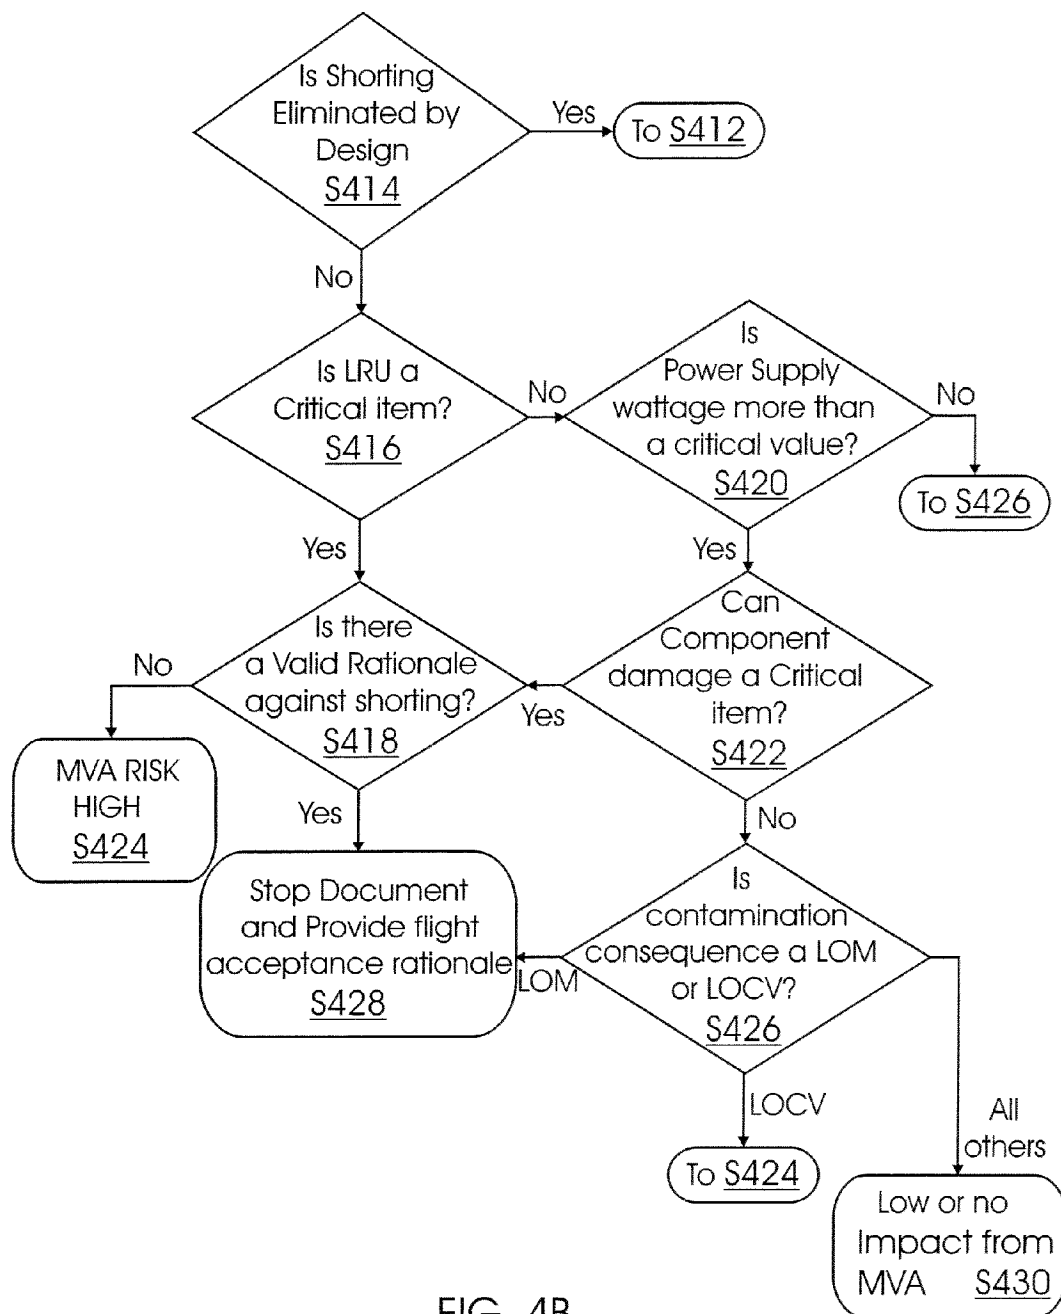 Is Shorting
Eliminated by
Design
S414
Yes
To S412
No
Is LRU a
Critical item?
S416
No
Is
Power Supply
wattage more than
a critical value?
S420
No
To S426
Yes
Yes
Is there
a Valid Rationale
against shorting?
S418
No
MVA RISK
HIGH
S424
Yes
Can
Component
damage a Critical
item?
S422
Yes
No
Stop Document
and Provide flight
acceptance rationale
S428
LOM
Is
contamination
consequence a LOM
or LOCV?
S426
LOCV
To S424
All
others
Low or no
Impact from
MVA S430
FIG. 4B